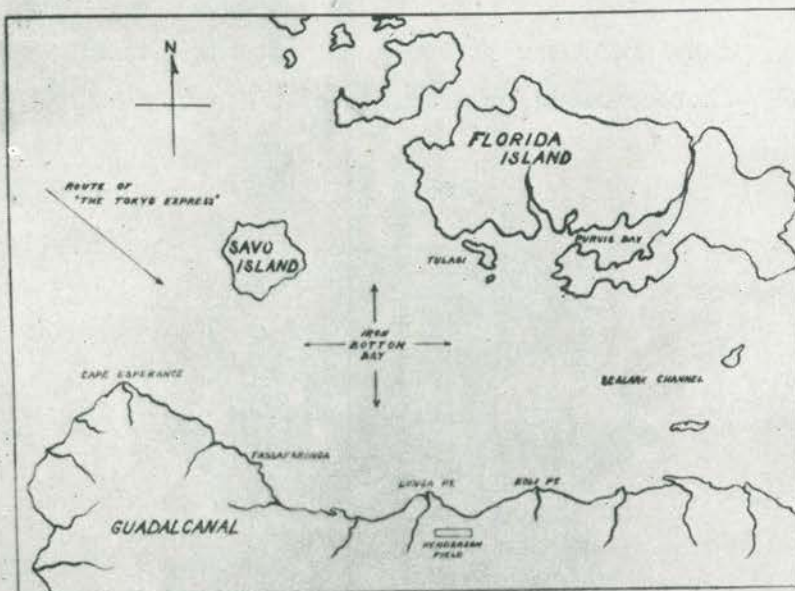 N
FLORIDA
ISLAND
ROUTE OF
"THE TOKYO EXPRESS"
SAVO
ISLAND
TULAGI
PURVIS BAY
IRON
BOTTOM
BAY
CAPE ESPERANCE
SEALARK CHANNEL
TASSAFARONGA
LUNGA PT.
KOLI PT.
GUADALCANAL
HENDERSON
FIELD